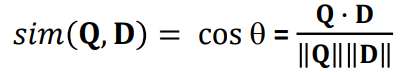 sim(𝐐, 𝐃) = cos θ = 𝐐 · 𝐃 / ‖𝐐‖‖𝐃‖